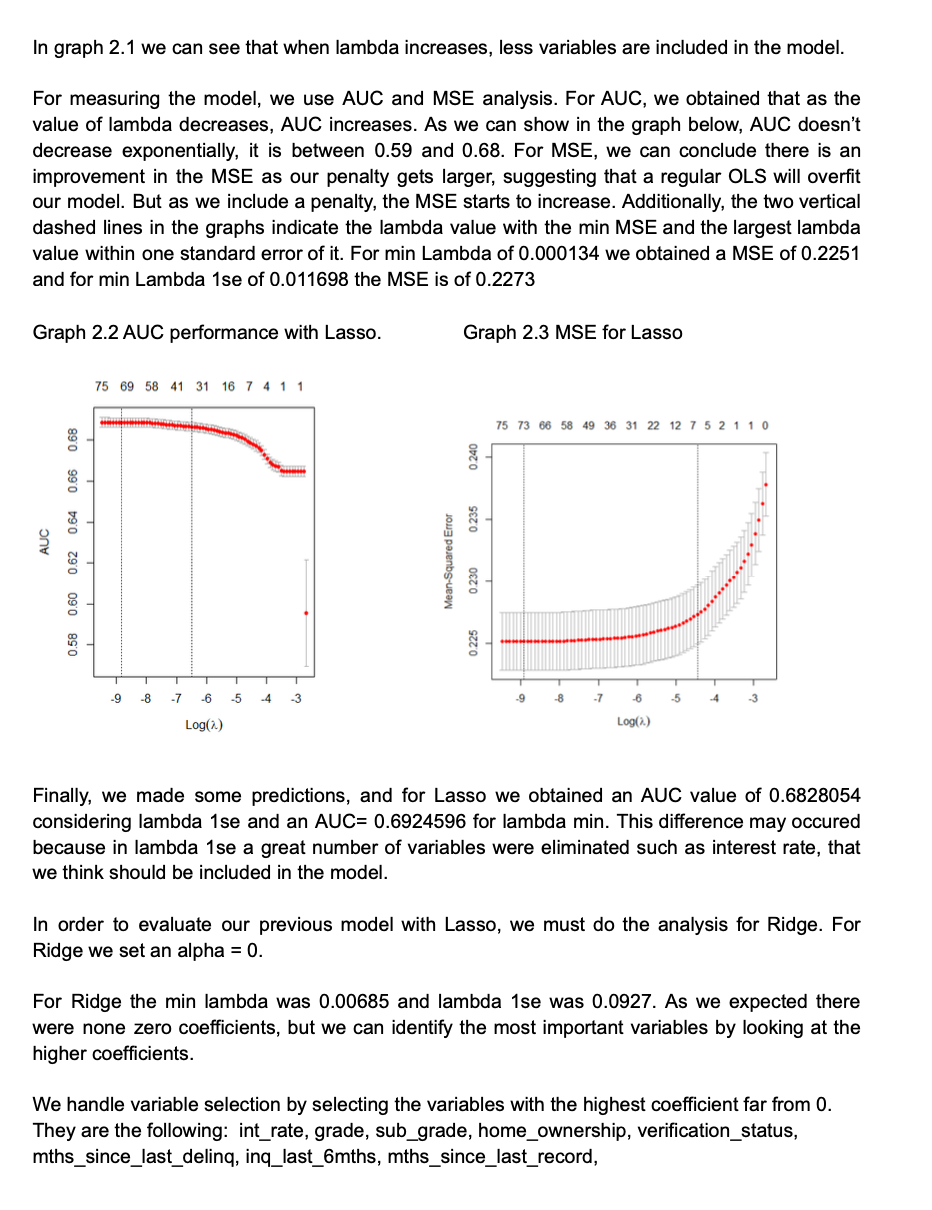 In graph 2.1 we can see that when lambda increases, less variables are included in the model.
For measuring the model, we use AUC and MSE analysis. For AUC, we obtained that as the
value of lambda decreases, AUC increases. As we can show in the graph below, AUC doesn't
decrease exponentially, it is between 0.59 and 0.68. For MSE, we can conclude there is an
improvement in the MSE as our penalty gets larger, suggesting that a regular OLS will overfit
our model. But as we include a penalty, the MSE starts to increase. Additionally, the two vertical
dashed lines in the graphs indicate the lambda value with the min MSE and the largest lambda
value within one standard error of it. For min Lambda of 0.000134 we obtained a MSE of 0.2251
and for min Lambda 1se of 0.011698 the MSE is of 0.2273
Graph 2.2 AUC performance with Lasso.
Graph 2.3 MSE for Lasso
75 69 58 41 31 16 7 4 1 1
AUC
0.68
0.66
0.64
0.62
0.60
0.58
-9 -8 -7 -6 -5 -4 -3
Log(λ)
75 73 66 58 49 36 31 22 12 7 5 2 1 1 0
Mean-Squared Error
0.240
0.235
0.230
0.225
-9 -8 -7 -6 -5 -4 -3
Log(λ)
Finally, we made some predictions, and for Lasso we obtained an AUC value of 0.6828054
considering lambda 1se and an AUC= 0.6924596 for lambda min. This difference may occured
because in lambda 1se a great number of variables were eliminated such as interest rate, that
we think should be included in the model.
In order to evaluate our previous model with Lasso, we must do the analysis for Ridge. For
Ridge we set an alpha = 0.
For Ridge the min lambda was 0.00685 and lambda 1se was 0.0927. As we expected there
were none zero coefficients, but we can identify the most important variables by looking at the
higher coefficients.
We handle variable selection by selecting the variables with the highest coefficient far from 0.
They are the following: int_rate, grade, sub_grade, home_ownership, verification_status,
mths_since_last_delinq, inq_last_6mths, mths_since_last_record,